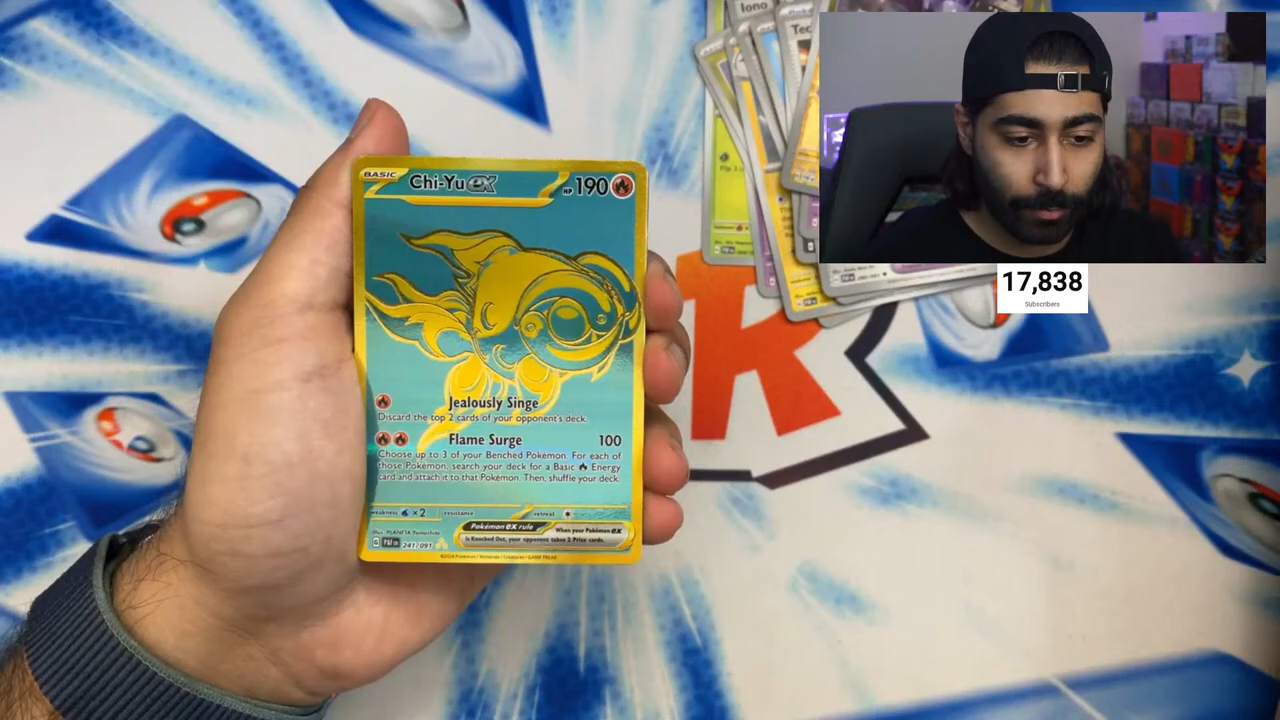 Iono
BASIC
Chi-Yu ex
HP 190
Jealously Singe
Discard the top 2 cards of your opponent's deck.
Flame Surge 100
Choose up to 3 of your Benched Pokémon. For each of
those Pokémon, search your deck for a Basic Energy
card and attach it to that Pokémon. Then, shuffle your deck.
weakness ×2 resistance retreat
Pokémon ex rule
When your Pokémon ex
is Knocked Out, your opponent takes 2 Prize cards.
241/091
17,838
Subscribers
K